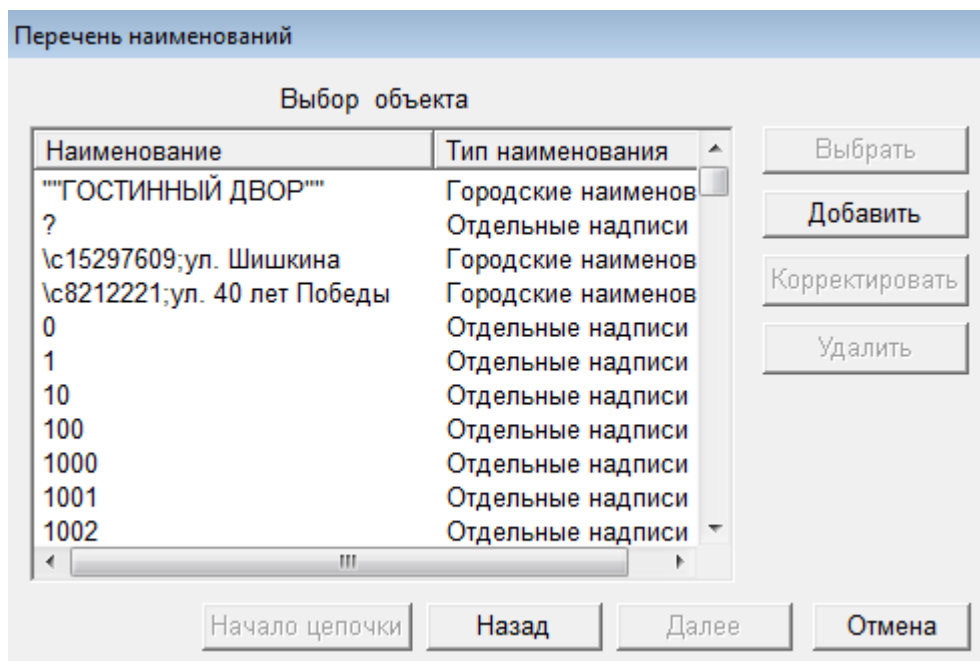 Перечень наименований
Выбор объекта
Наименование Тип наименования
""ГОСТИННЫЙ ДВОР"" Городские наименов
? Отдельные надписи
\c15297609;ул. Шишкина Городские наименов
\c8212221;ул. 40 лет Победы Городские наименов
0 Отдельные надписи
1 Отдельные надписи
10 Отдельные надписи
100 Отдельные надписи
1000 Отдельные надписи
1001 Отдельные надписи
1002 Отдельные надписи
Выбрать
Добавить
Корректировать
Удалить
Начало цепочки Назад Далее Отмена